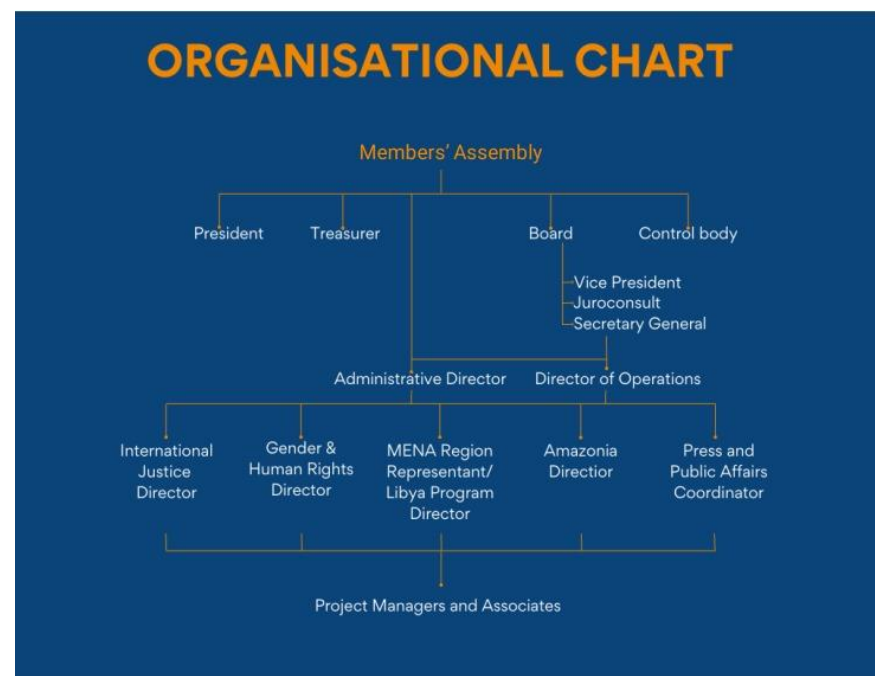 ORGANISATIONAL CHART
Members' Assembly
President
Treasurer
Board
Control body
Vice President
Juroconsult
Secretary General
Administrative Director
Director of Operations
International
Justice
Director
Gender &
Human Rights
Director
MENA Region
Representant/
Libya Program
Director
Amazonia
Directior
Press and
Public Affairs
Coordinator
Project Managers and Associates